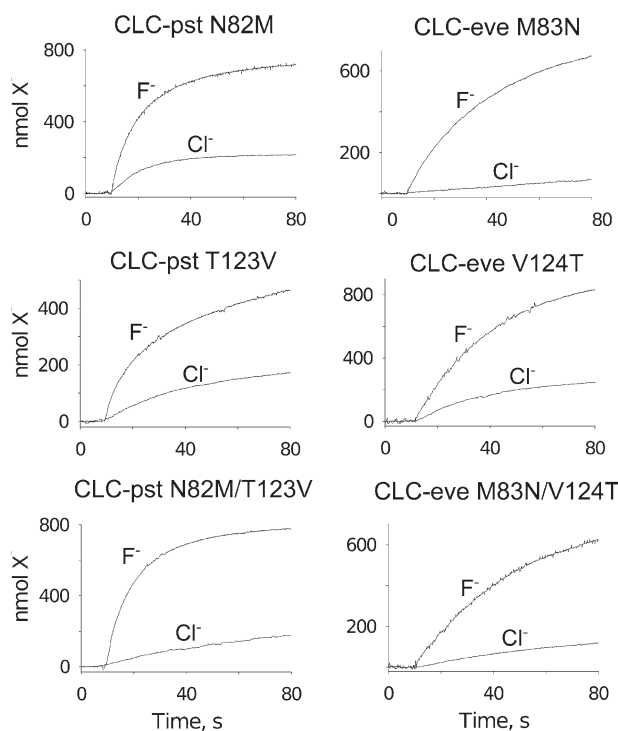 CLC-pst N82M
CLC-eve M83N
nmol X-
800
400
0
F-
Cl-
0 40 80
600
200
F-
Cl-
0 40 80
CLC-pst T123V
CLC-eve V124T
nmol X-
400
200
0
F-
Cl-
0 40 80
800
400
0
F-
Cl-
0 40 80
CLC-pst N82M/T123V
CLC-eve M83N/V124T
nmol X-
800
400
0
F-
Cl-
0 40 80
Time, s
600
200
F-
Cl-
0 40 80
Time, s